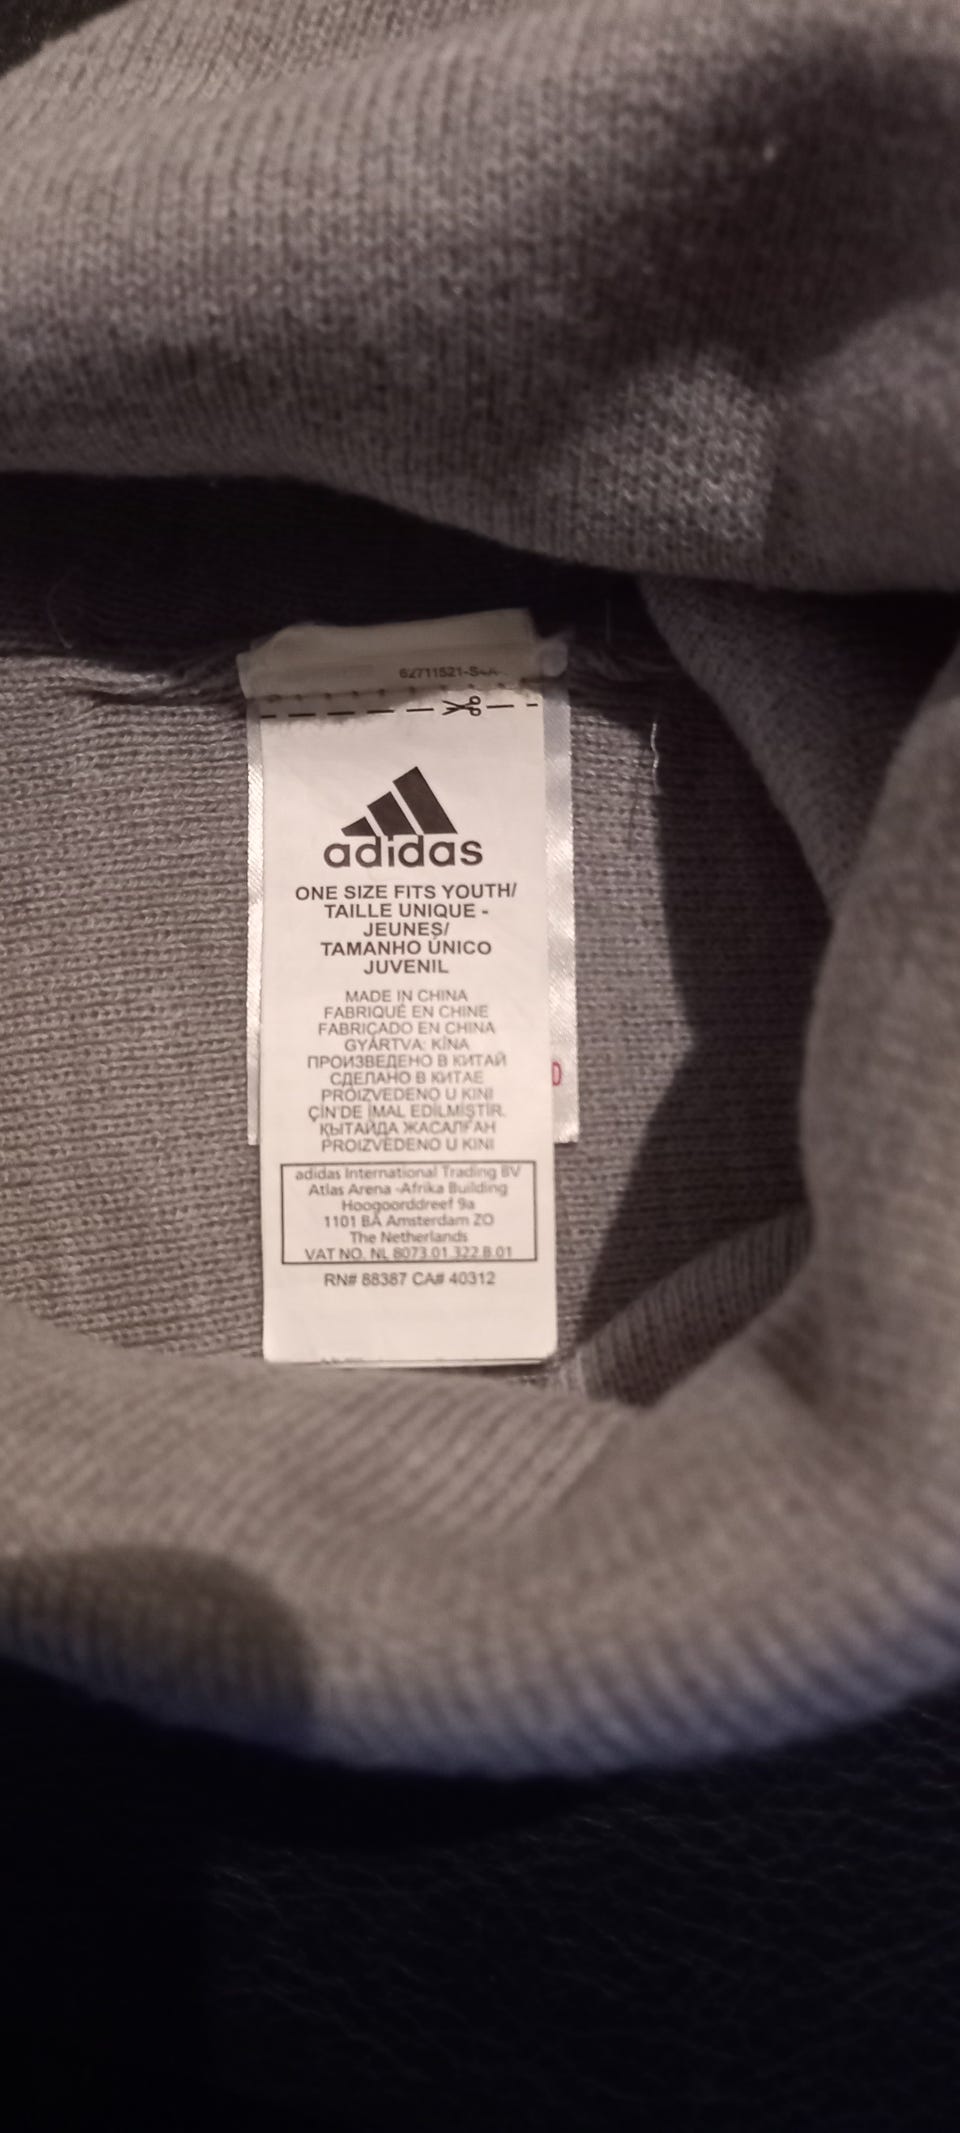 62711521-S
adidas
ONE SIZE FITS YOUTH/
TAILLE UNIQUE -
JEUNES/
TAMANHO ÚNICO
JUVENIL
MADE IN CHINA
FABRIQUÉ EN CHINE
FABRICADO EN CHINA
GYÁRTVA: KÍNA
ПРОИЗВЕДЕНО В КИТАЙ
СДЕЛАНО В КИТАЕ
PROIZVEDENO U KINI
ÇİN'DE İMAL EDİLMİŞTİR.
ҚЫТАЙДА ЖАСАЛҒАН
PROIZVEDENO U KINI
adidas International Trading BV
Atlas Arena -Afrika Building
Hoogoorddreef 9a
1101 BA Amsterdam ZO
The Netherlands
VAT NO. NL 8073.01.322.B.01
RN# 88387 CA# 40312